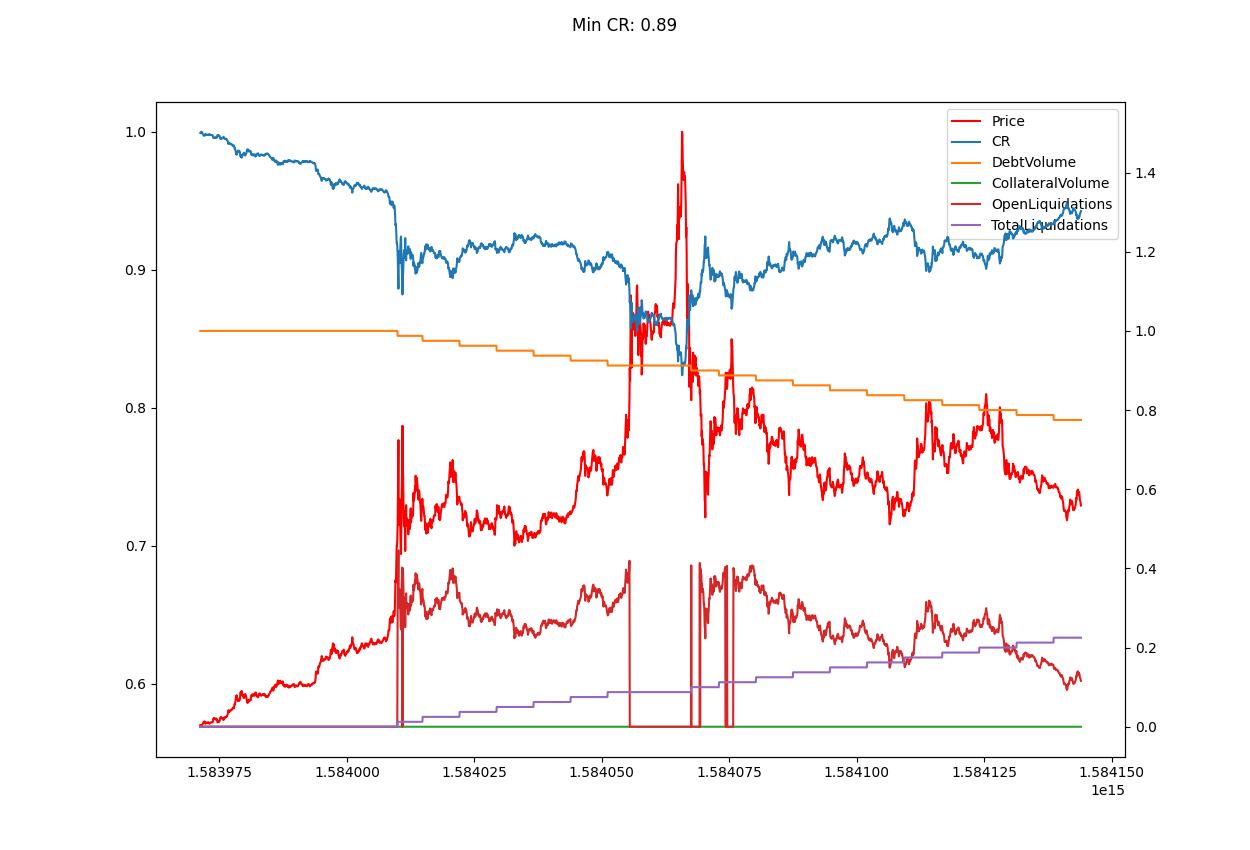 Min CR: 0.89
1.0
0.9
0.8
0.7
0.6
1.4
1.2
1.0
0.8
0.6
0.4
0.2
0.0
Price
CR
DebtVolume
CollateralVolume
OpenLiquidations
TotalLiquidations
1.583975 1.584000 1.584025 1.584050 1.584075 1.584100 1.584125 1.584150
1e15